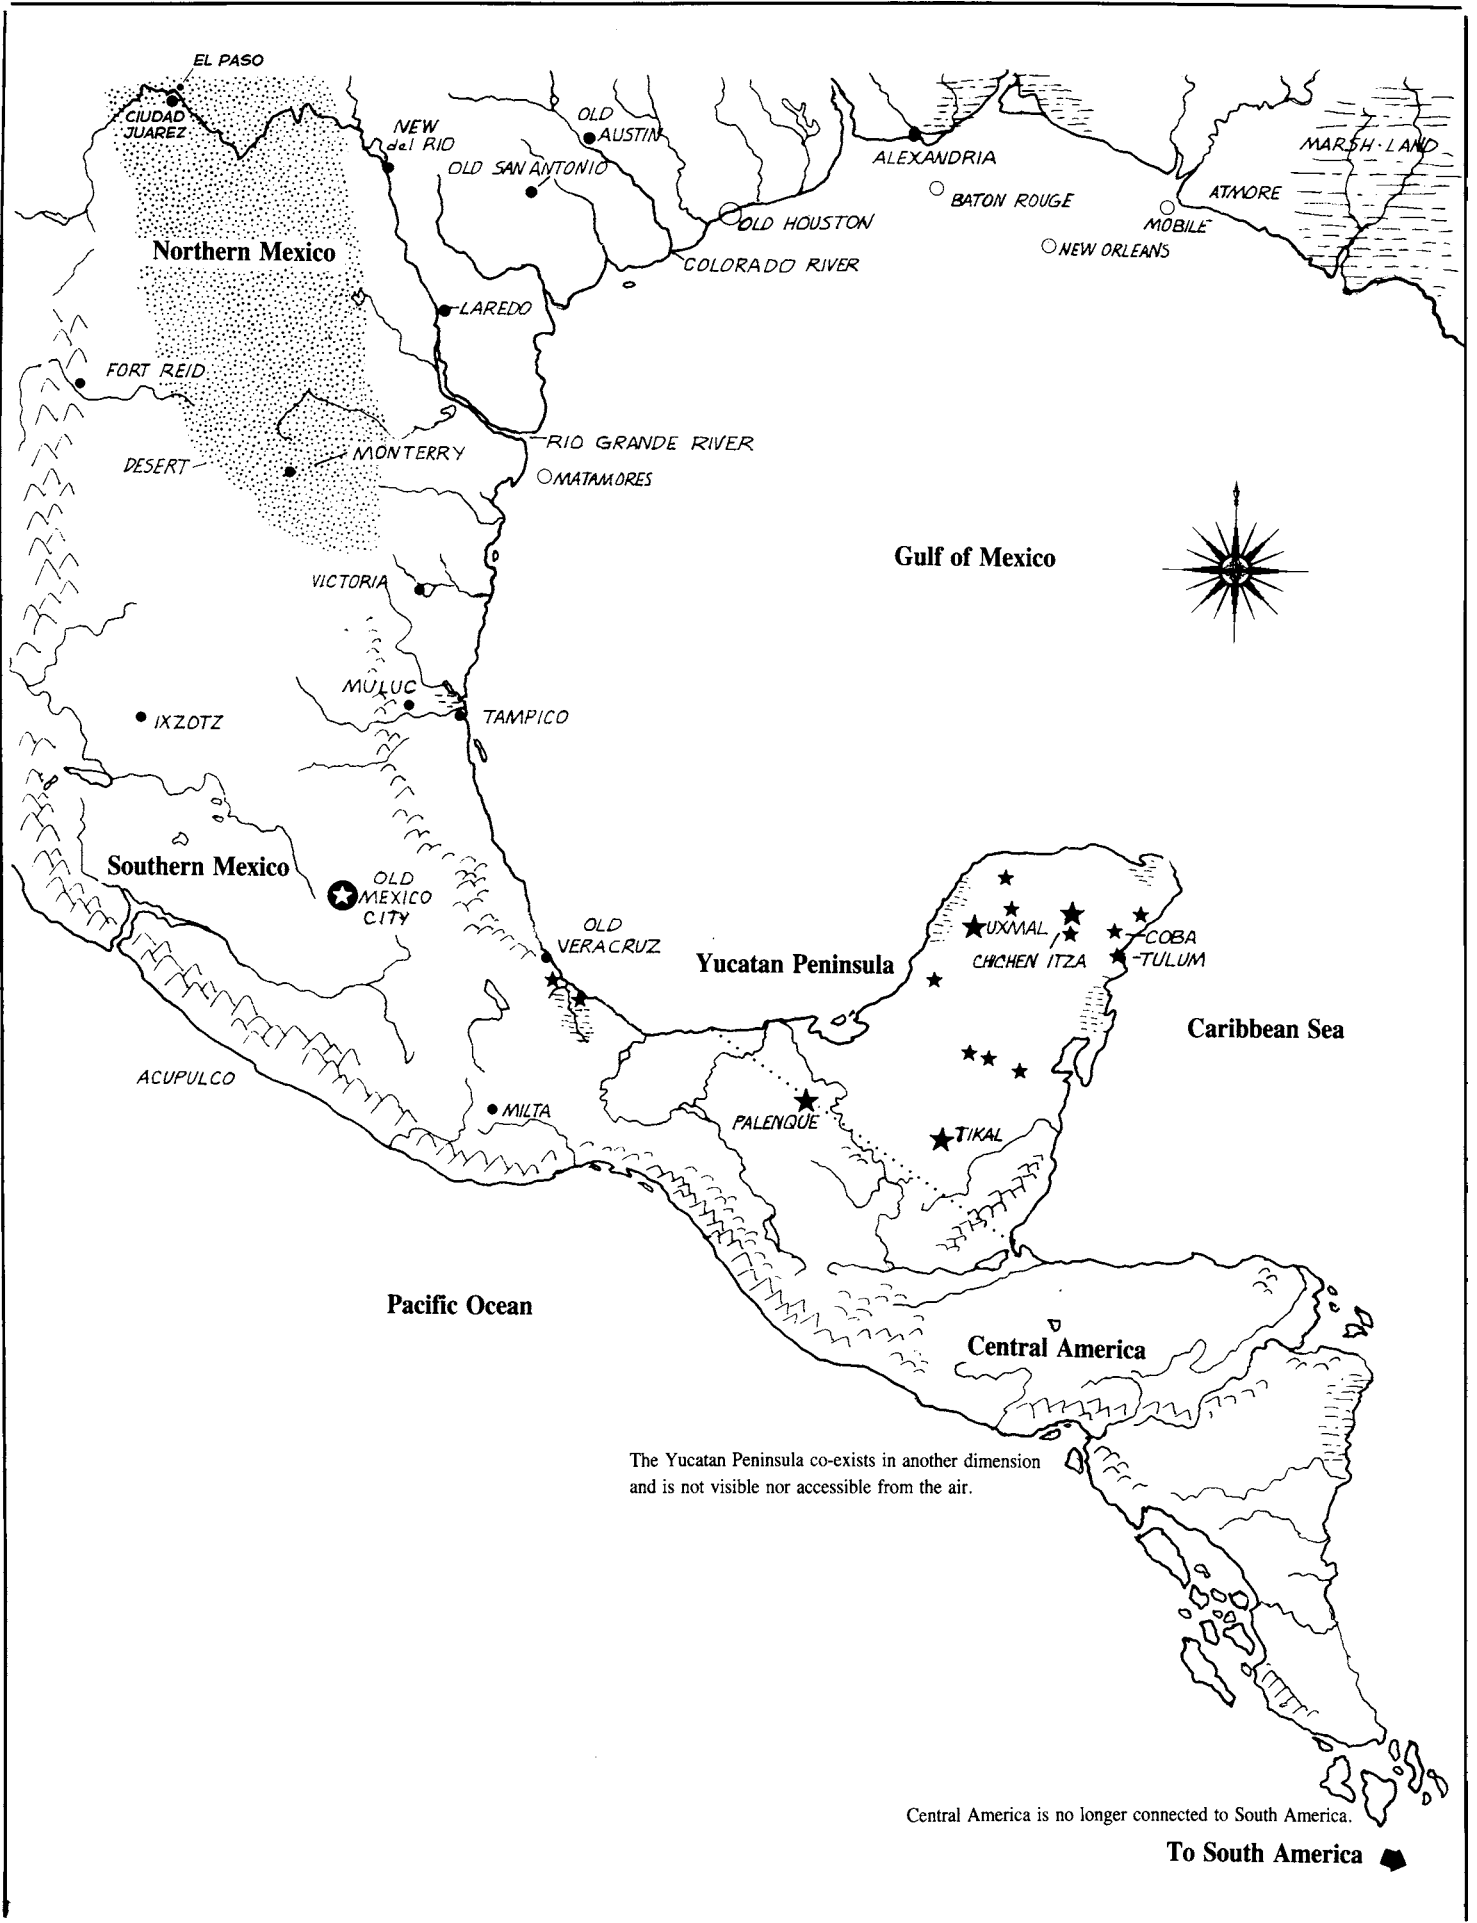 EL PASO
CIUDAD
JUAREZ
NEW
del RIO
OLD
AUSTIN
OLD SAN ANTONIO
ALEXANDRIA
MARSH·LAND
BATON ROUGE
ATMORE
MOBILE
OLD HOUSTON
NEW ORLEANS
Northern Mexico
COLORADO RIVER
LAREDO
FORT REID
RIO GRANDE RIVER
DESERT
MONTERRY
MATAMORES
Gulf of Mexico
VICTORIA
MULUC
IXZOTZ
TAMPICO
Southern Mexico
OLD
MEXICO
CITY
OLD
VERACRUZ
UXMAL
COBA
CHICHEN ITZA
TULUM
Yucatan Peninsula
Caribbean Sea
ACUPULCO
MILTA
PALENQUE
TIKAL
Pacific Ocean
Central America
The Yucatan Peninsula co-exists in another dimension
and is not visible nor accessible from the air.
Central America is no longer connected to South America.
To South America